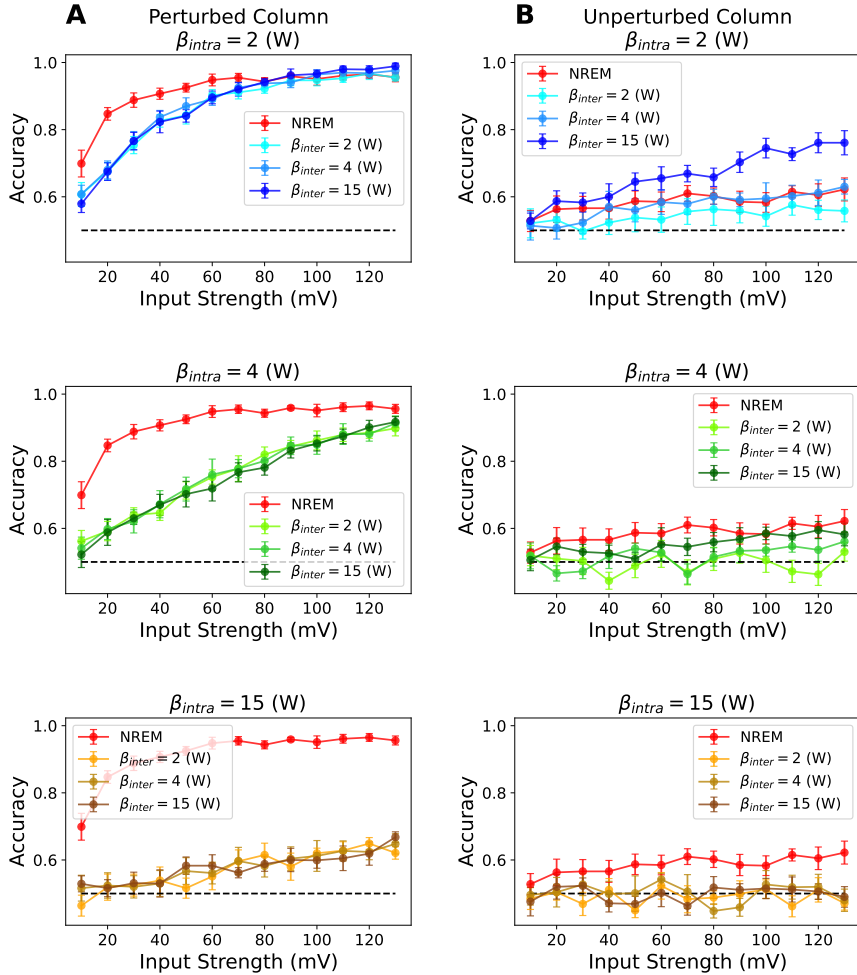 A
Perturbed Column
β_intra = 2 (W)
Accuracy
1.0
0.8
0.6
NREM
β_inter = 2 (W)
β_inter = 4 (W)
β_inter = 15 (W)
20 40 60 80 100 120
Input Strength (mV)
B
Unperturbed Column
β_intra = 2 (W)
Accuracy
1.0
0.8
0.6
NREM
β_inter = 2 (W)
β_inter = 4 (W)
β_inter = 15 (W)
20 40 60 80 100 120
Input Strength (mV)
β_intra = 4 (W)
Accuracy
1.0
0.8
0.6
NREM
β_inter = 2 (W)
β_inter = 4 (W)
β_inter = 15 (W)
20 40 60 80 100 120
Input Strength (mV)
β_intra = 4 (W)
Accuracy
1.0
0.8
0.6
NREM
β_inter = 2 (W)
β_inter = 4 (W)
β_inter = 15 (W)
20 40 60 80 100 120
Input Strength (mV)
β_intra = 15 (W)
Accuracy
1.0
0.8
0.6
NREM
β_inter = 2 (W)
β_inter = 4 (W)
β_inter = 15 (W)
20 40 60 80 100 120
Input Strength (mV)
β_intra = 15 (W)
Accuracy
1.0
0.8
0.6
NREM
β_inter = 2 (W)
β_inter = 4 (W)
β_inter = 15 (W)
20 40 60 80 100 120
Input Strength (mV)